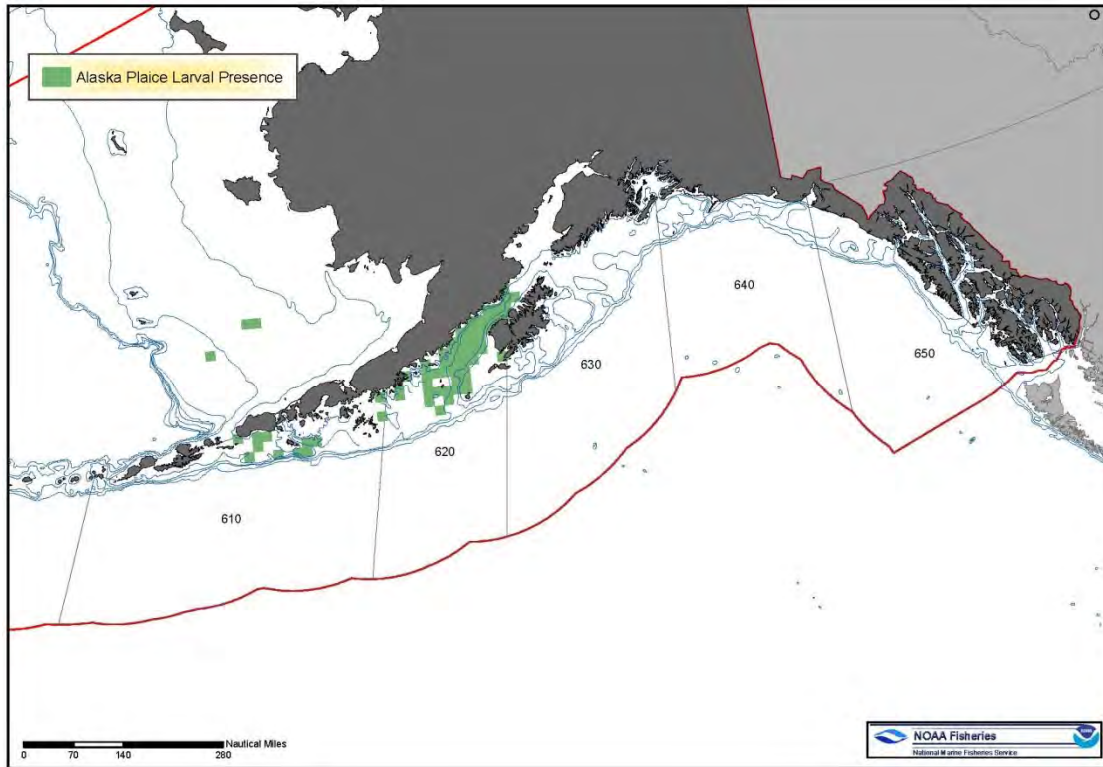 Alaska Plaice Larval Presence
640
650
630
620
610
Nautical Miles
0 70 140 280
NOAA Fisheries
National Marine Fisheries Service